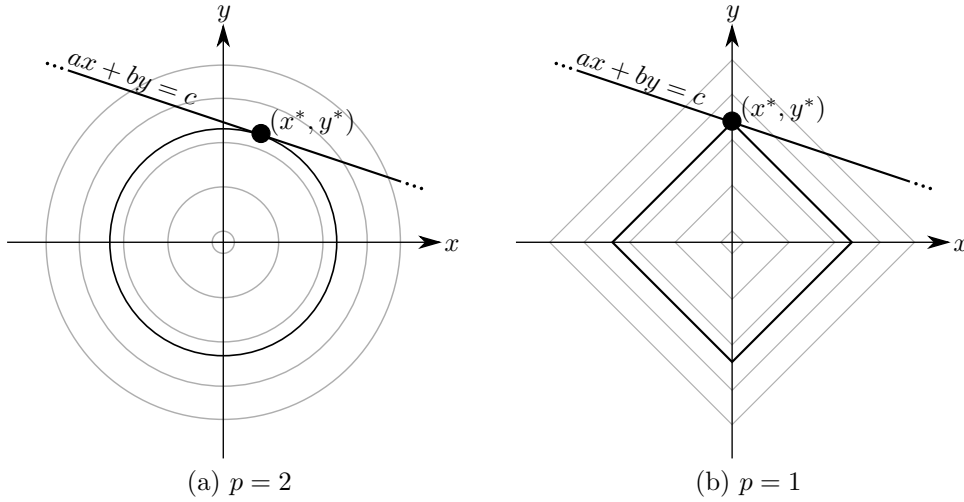 y
ax + by = c
(x*, y*)
x
(a) p = 2
y
ax + by = c
(x*, y*)
x
(b) p = 1